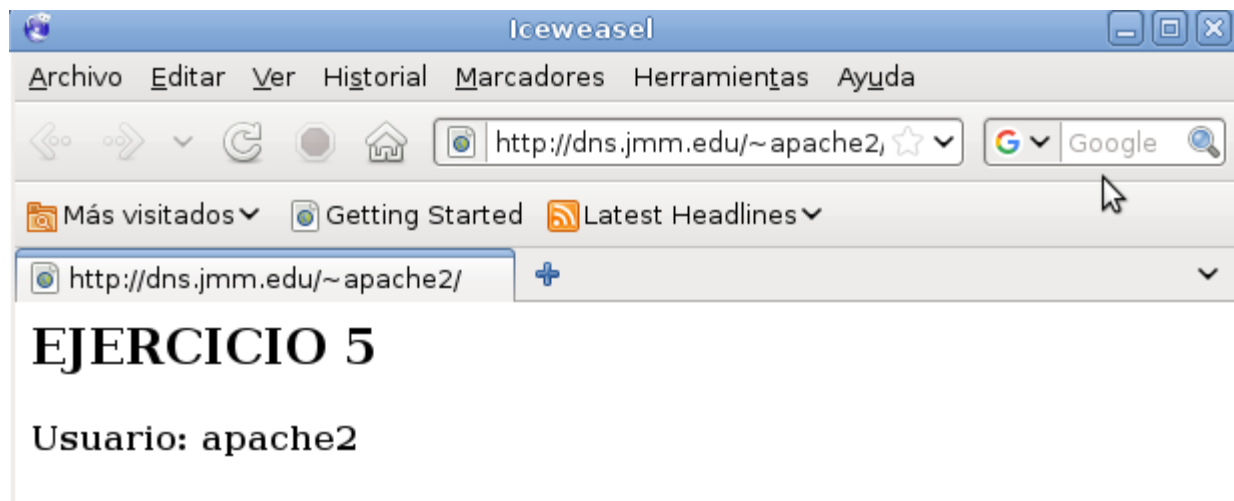 Iceweasel
Archivo Editar Ver Historial Marcadores Herramientas Ayuda
http://dns.jmm.edu/~apache2/ G Google
Más visitados Getting Started Latest Headlines
http://dns.jmm.edu/~apache2/
EJERCICIO 5
Usuario: apache2